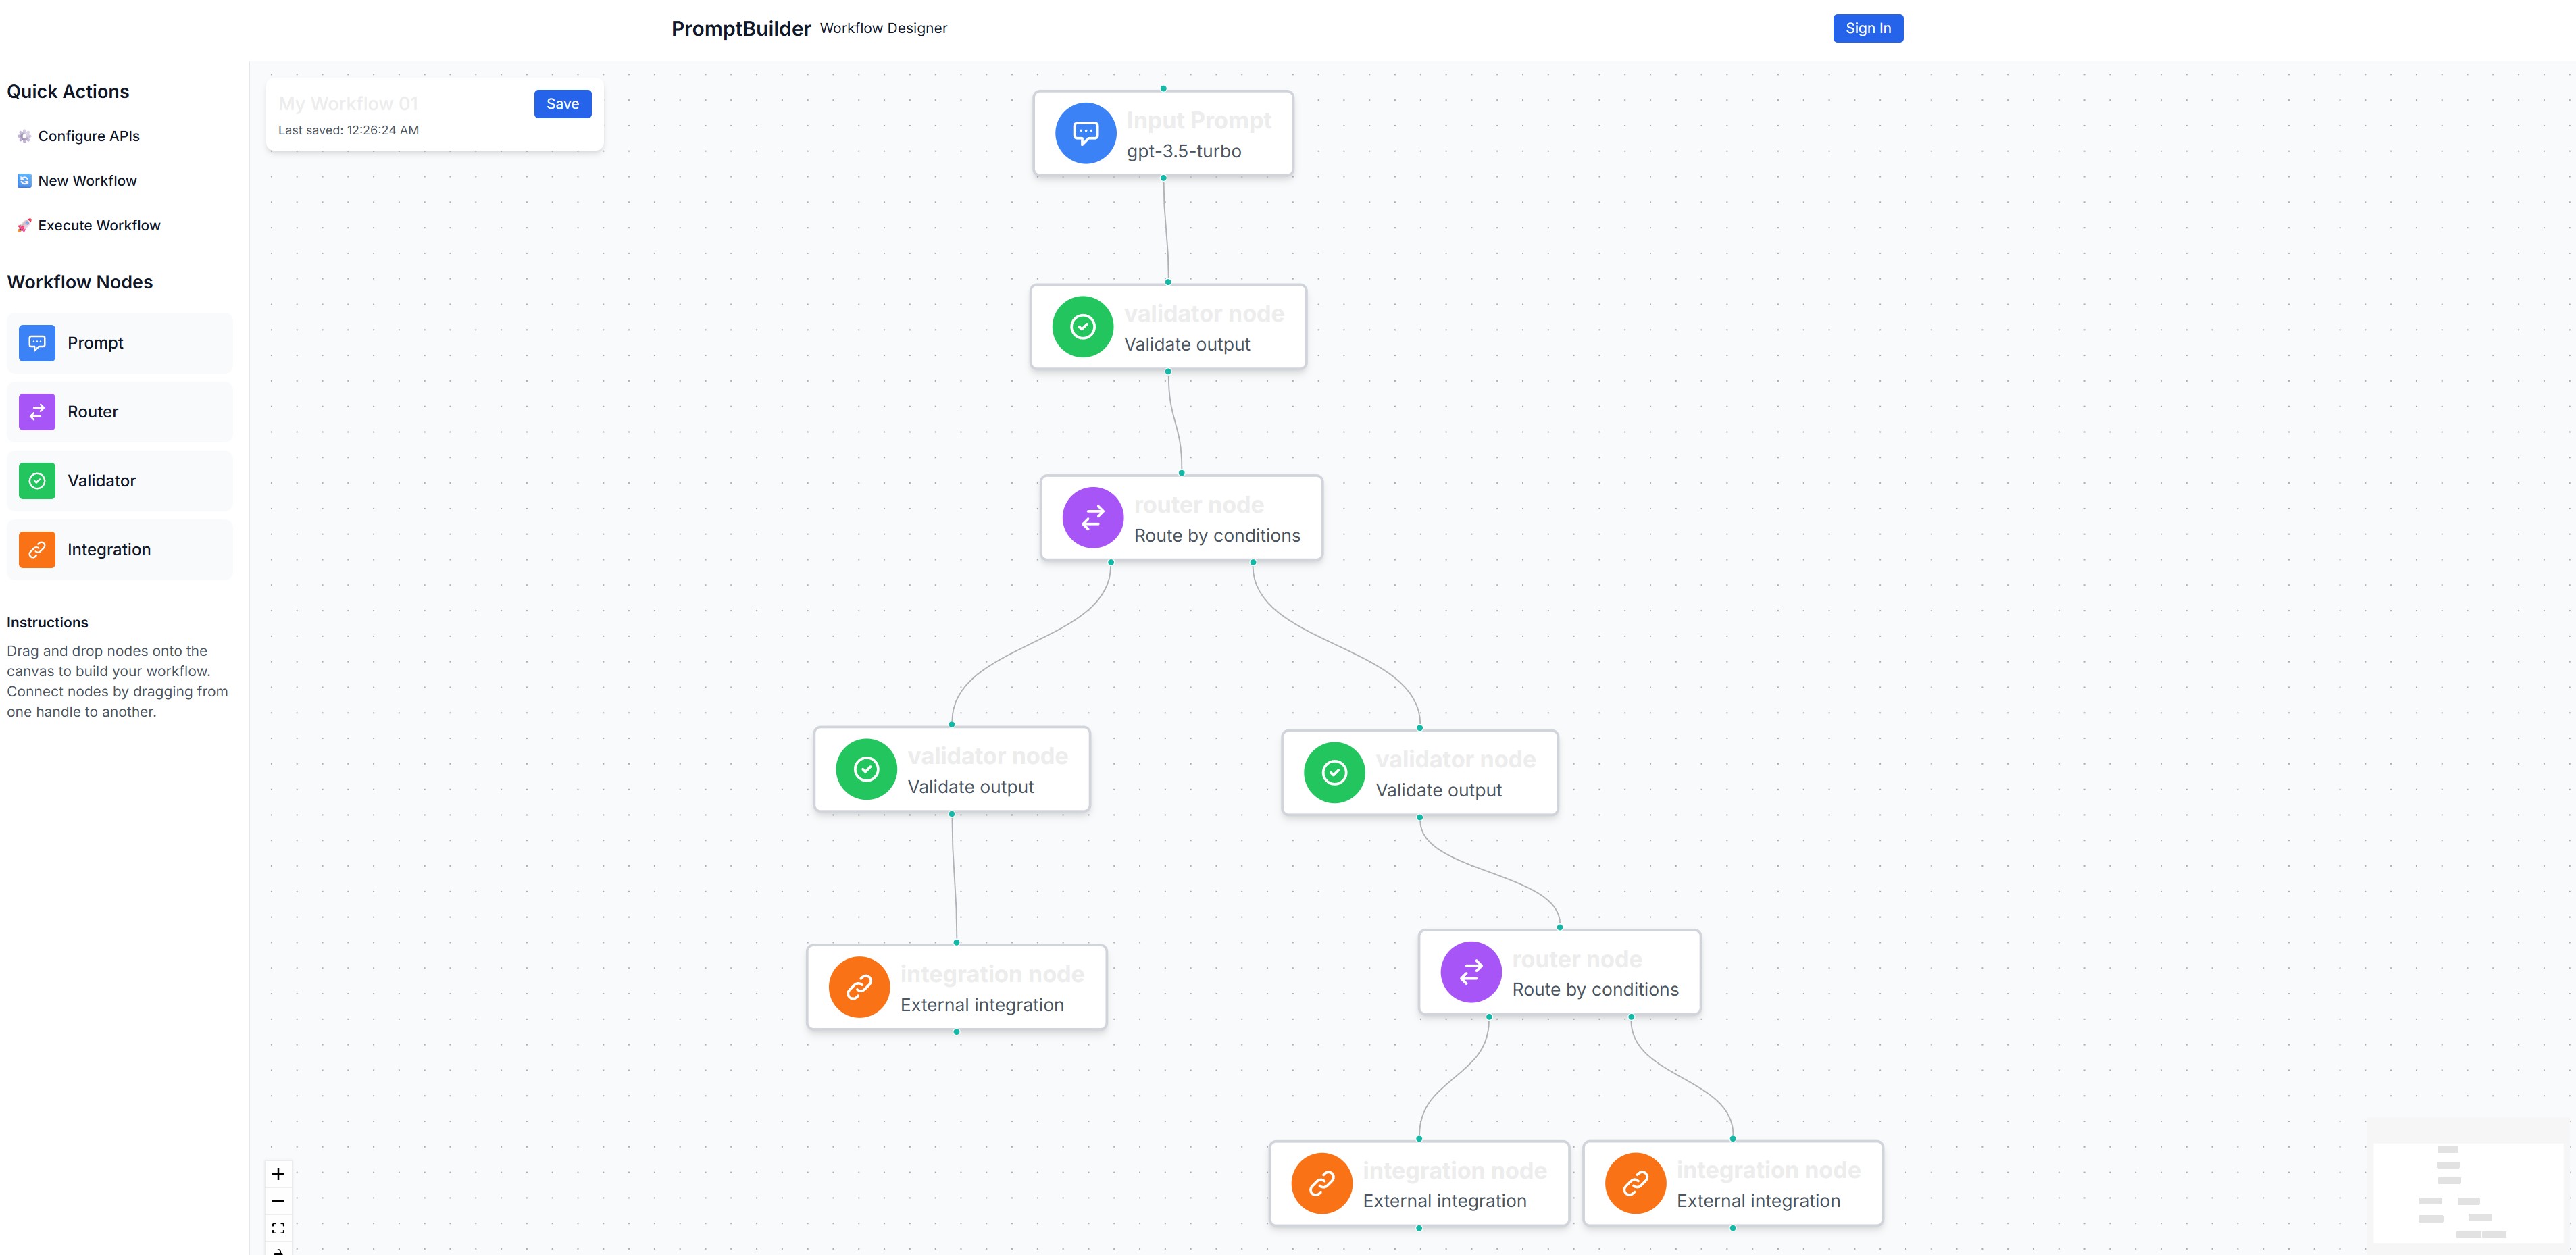 PromptBuilder Workflow Designer
Sign In
Quick Actions
Configure APIs
New Workflow
Execute Workflow
Workflow Nodes
Prompt
Router
Validator
Integration
Instructions
Drag and drop nodes onto the
canvas to build your workflow.
Connect nodes by dragging from
one handle to another.
My Workflow 01
Save
Last saved: 12:26:24 AM
Input Prompt
gpt-3.5-turbo
validator node
Validate output
router node
Route by conditions
validator node
Validate output
validator node
Validate output
integration node
External integration
router node
Route by conditions
integration node
External integration
integration node
External integration